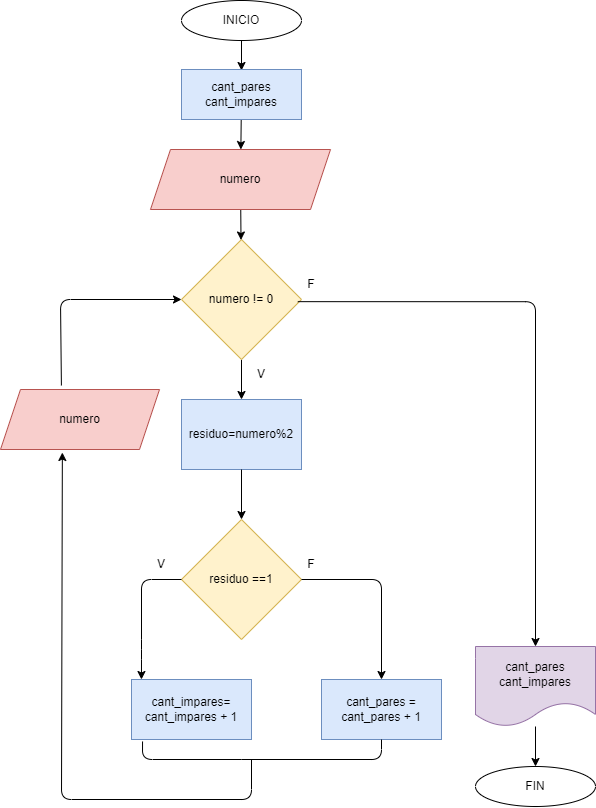 INICIO
cant_pares
cant_impares
numero
numero != 0
F
V
numero
residuo=numero%2
residuo ==1
V
F
cant_impares=
cant_impares + 1
cant_pares =
cant_pares + 1
cant_pares
cant_impares
FIN